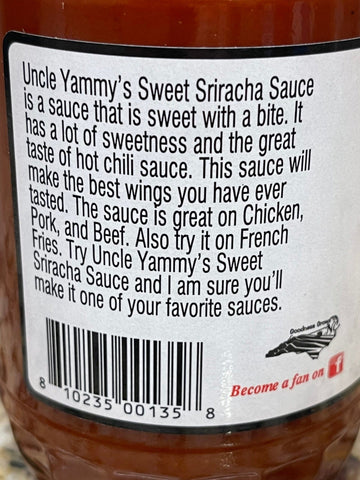 Uncle Yammy's Sweet Sriracha Sauce
is a sauce that is sweet with a bite. It
has a lot of sweetness and the great
taste of hot chili sauce. This sauce will
make the best wings you have ever
tasted. The sauce is great on Chicken,
Pork, and Beef. Also try it on French
Fries. Try Uncle Yammy's Sweet
Sriracha Sauce and I am sure you'll
make it one of your favorite sauces.
Goodness Grows
Become a fan on f
8 10235 00135 8